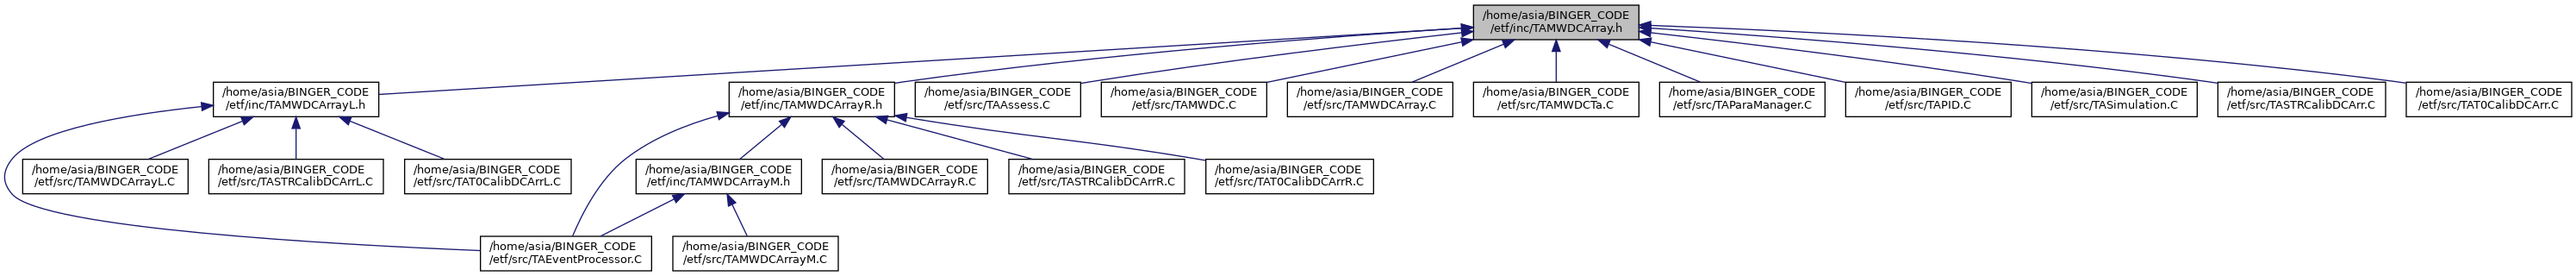 /home/asia/BINGER_CODE
/etf/inc/TAMWDCArray.h
/home/asia/BINGER_CODE
/etf/inc/TAMWDCArrayL.h
/home/asia/BINGER_CODE
/etf/inc/TAMWDCArrayR.h
/home/asia/BINGER_CODE
/etf/src/TAAssess.C
/home/asia/BINGER_CODE
/etf/src/TAMWDC.C
/home/asia/BINGER_CODE
/etf/src/TAMWDCArray.C
/home/asia/BINGER_CODE
/etf/src/TAMWDCTa.C
/home/asia/BINGER_CODE
/etf/src/TAParaManager.C
/home/asia/BINGER_CODE
/etf/src/TAPID.C
/home/asia/BINGER_CODE
/etf/src/TASimulation.C
/home/asia/BINGER_CODE
/etf/src/TASTRCalibDCArr.C
/home/asia/BINGER_CODE
/etf/src/TAT0CalibDCArr.C
/home/asia/BINGER_CODE
/etf/src/TAMWDCArrayL.C
/home/asia/BINGER_CODE
/etf/src/TASTRCalibDCArrL.C
/home/asia/BINGER_CODE
/etf/src/TAT0CalibDCArrL.C
/home/asia/BINGER_CODE
/etf/inc/TAMWDCArrayM.h
/home/asia/BINGER_CODE
/etf/src/TAMWDCArrayR.C
/home/asia/BINGER_CODE
/etf/src/TASTRCalibDCArrR.C
/home/asia/BINGER_CODE
/etf/src/TAT0CalibDCArrR.C
/home/asia/BINGER_CODE
/etf/src/TAEventProcessor.C
/home/asia/BINGER_CODE
/etf/src/TAMWDCArrayM.C